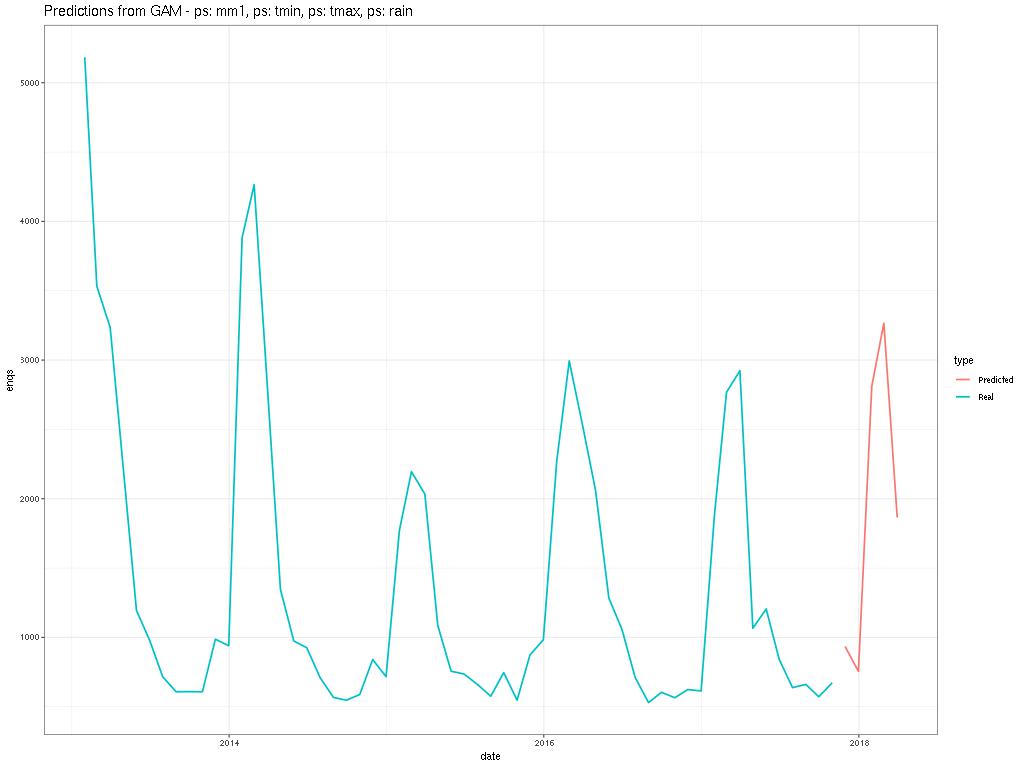 Predictions from GAM - ps: mm1, ps: tmin, ps: tmax, ps: rain
5000
4000
3000
2000
1000
enqs
2014
2016
2018
date
type
Predicted
Real